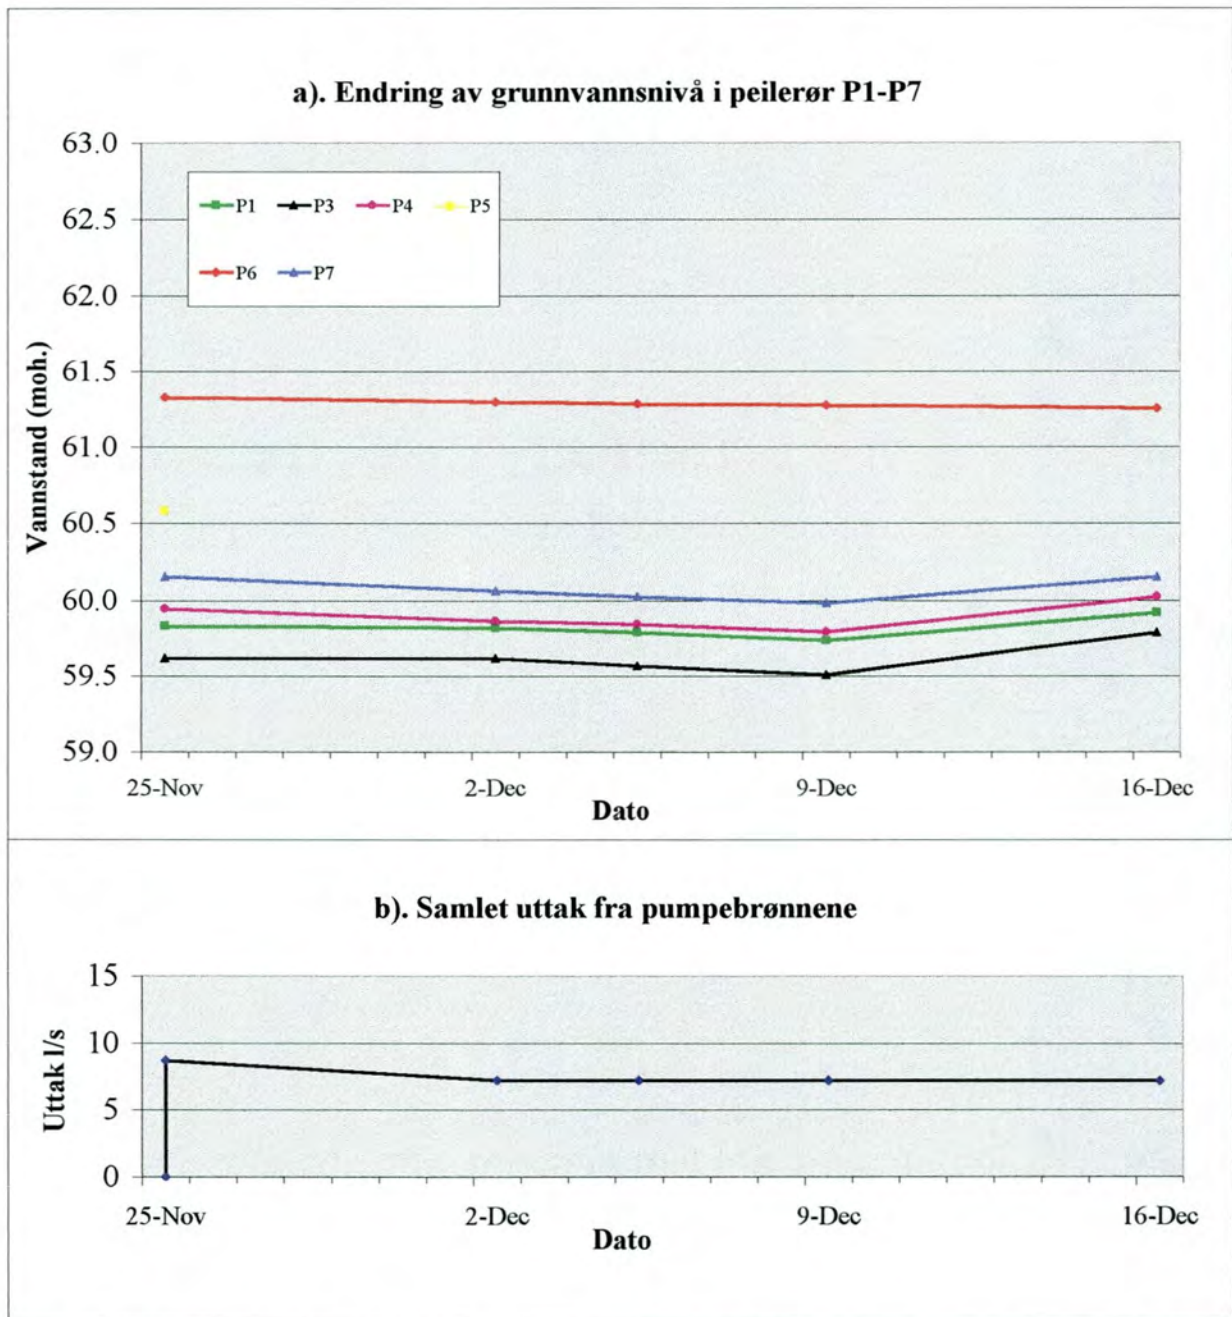 a). Endring av grunnvannsnivå i peilerør P1-P7
63.0
62.5
62.0
61.5
61.0
60.5
60.0
59.5
59.0
Vannstand (moh.)
P1 P3 P4 P5
P6 P7
25-Nov 2-Dec 9-Dec 16-Dec
Dato
b). Samlet uttak fra pumpebrønnene
15
10
5
0
Uttak l/s
25-Nov 2-Dec 9-Dec 16-Dec
Dato